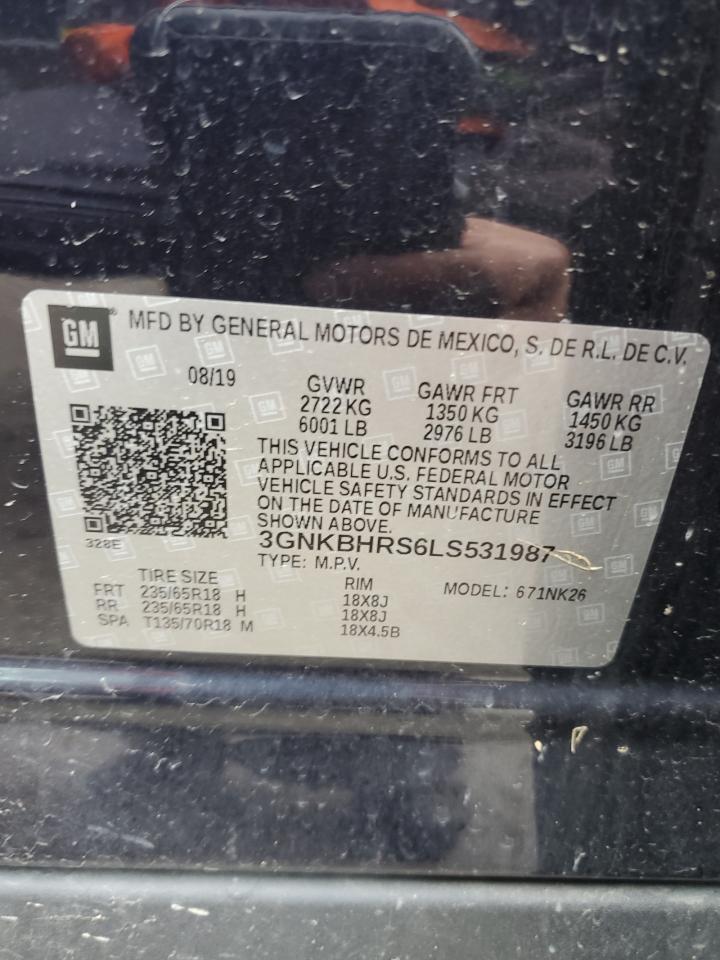 GM
MFD BY GENERAL MOTORS DE MEXICO, S. DE R.L. DE C.V.
08/19
GVWR GAWR FRT GAWR RR
2722 KG 1350 KG 1450 KG
6001 LB 2976 LB 3196 LB
THIS VEHICLE CONFORMS TO ALL
APPLICABLE U.S. FEDERAL MOTOR
VEHICLE SAFETY STANDARDS IN EFFECT
ON THE DATE OF MANUFACTURE
SHOWN ABOVE.
328E
3GNKBHRS6LS531987
TYPE: M.P.V. MODEL: 671NK26
TIRE SIZE RIM
FRT 235/65R18 H 18X8J
RR 235/65R18 H 18X8J
SPA T135/70R18 M 18X4.5B